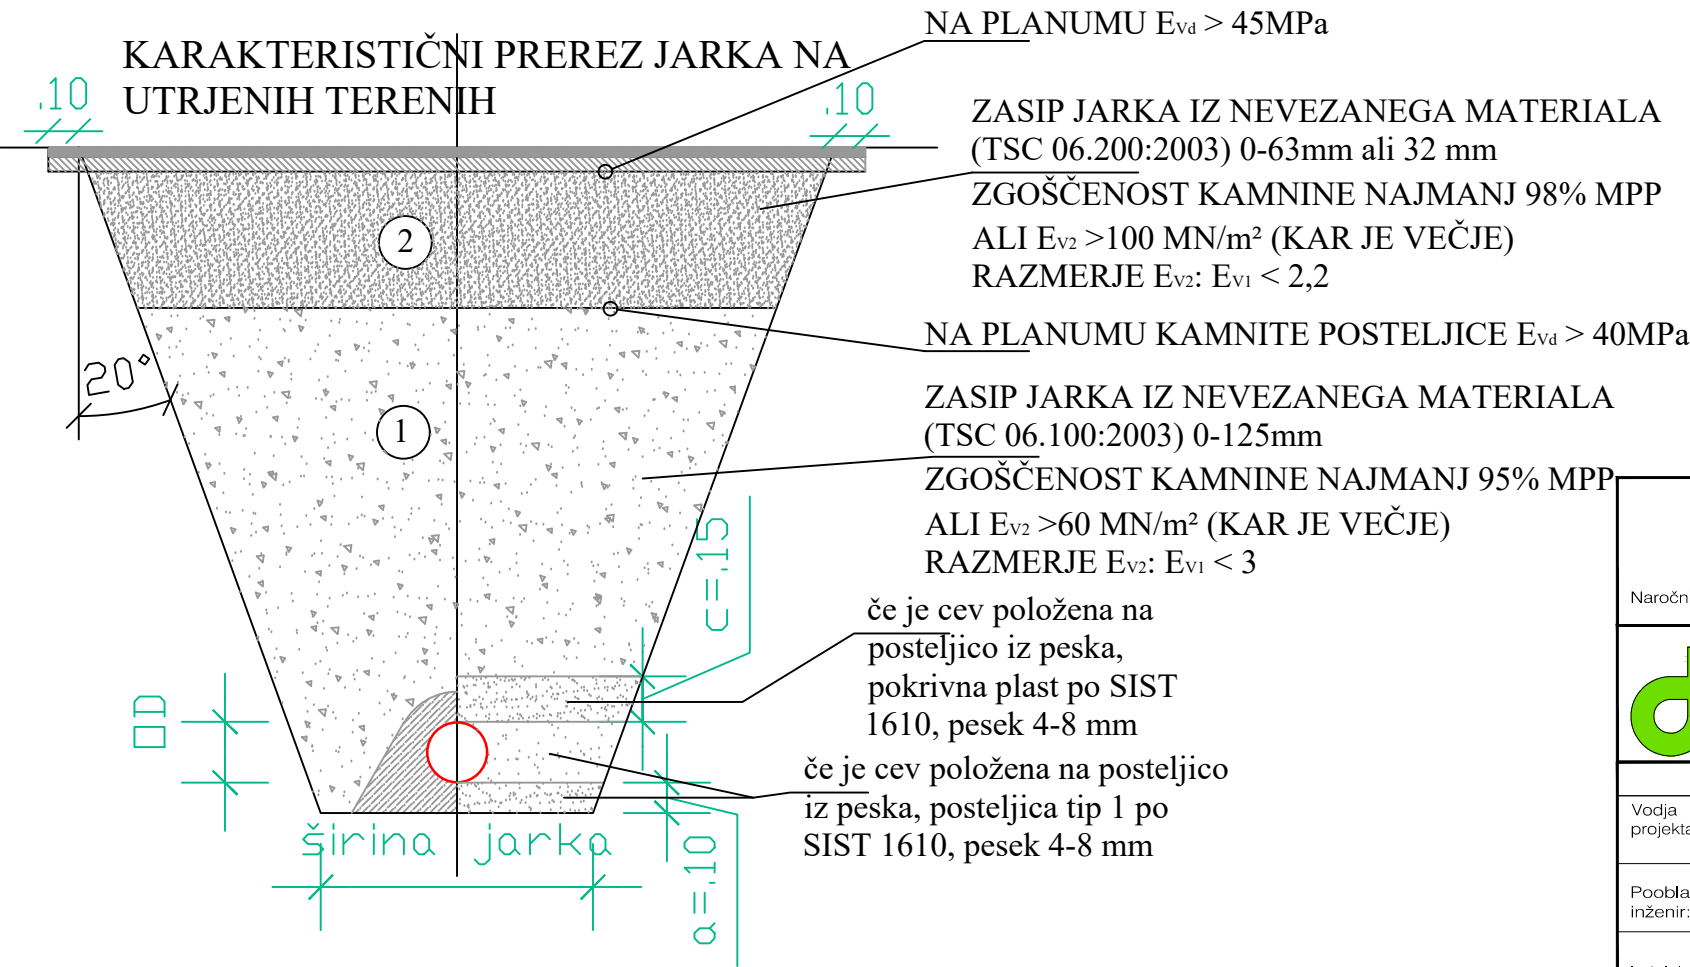 KARAKTERISTIČNI PREREZ JARKA NA
UTRJENIH TERENIH
.10
.10
NA PLANUMU EVd > 45MPa
ZASIP JARKA IZ NEVEZANEGA MATERIALA
(TSC 06.200:2003) 0-63mm ali 32 mm
ZGOŠČENOST KAMNINE NAJMANJ 98% MPP
ALI EV2 >100 MN/m² (KAR JE VEČJE)
RAZMERJE EV2: EV1 < 2,2
2
NA PLANUMU KAMNITE POSTELJICE EVd > 40MPa
20°
1
ZASIP JARKA IZ NEVEZANEGA MATERIALA
(TSC 06.100:2003) 0-125mm
ZGOŠČENOST KAMNINE NAJMANJ 95% MPP
ALI EV2 >60 MN/m² (KAR JE VEČJE)
RAZMERJE EV2: EV1 < 3
c=.15
če je cev položena na
posteljico iz peska,
pokrivna plast po SIST
1610, pesek 4-8 mm
OD
če je cev položena na posteljico
iz peska, posteljica tip 1 po
SIST 1610, pesek 4-8 mm
širina jarka
a=.10
Naročn
Vodja
projekta
Poobla
inženir: